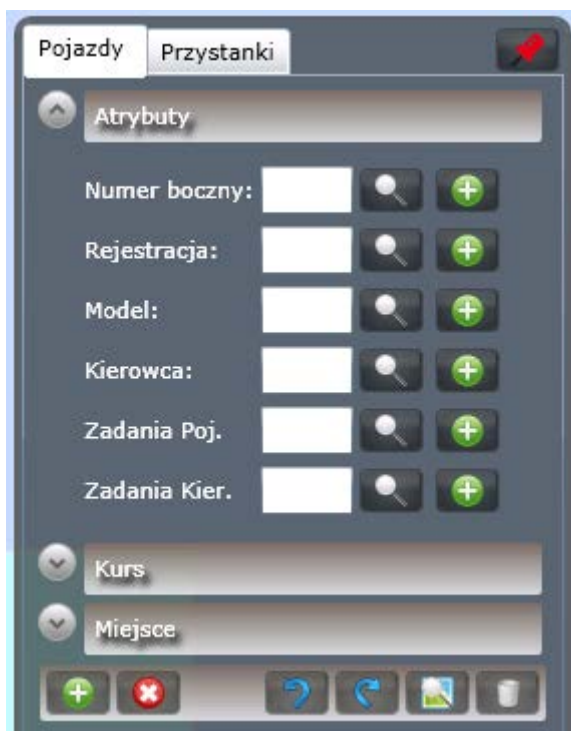 Pojazdy
Przystanki
Atrybuty
Numer boczny:
Rejestracja:
Model:
Kierowca:
Zadania Poj.
Zadania Kier.
Kurs
Miejsce